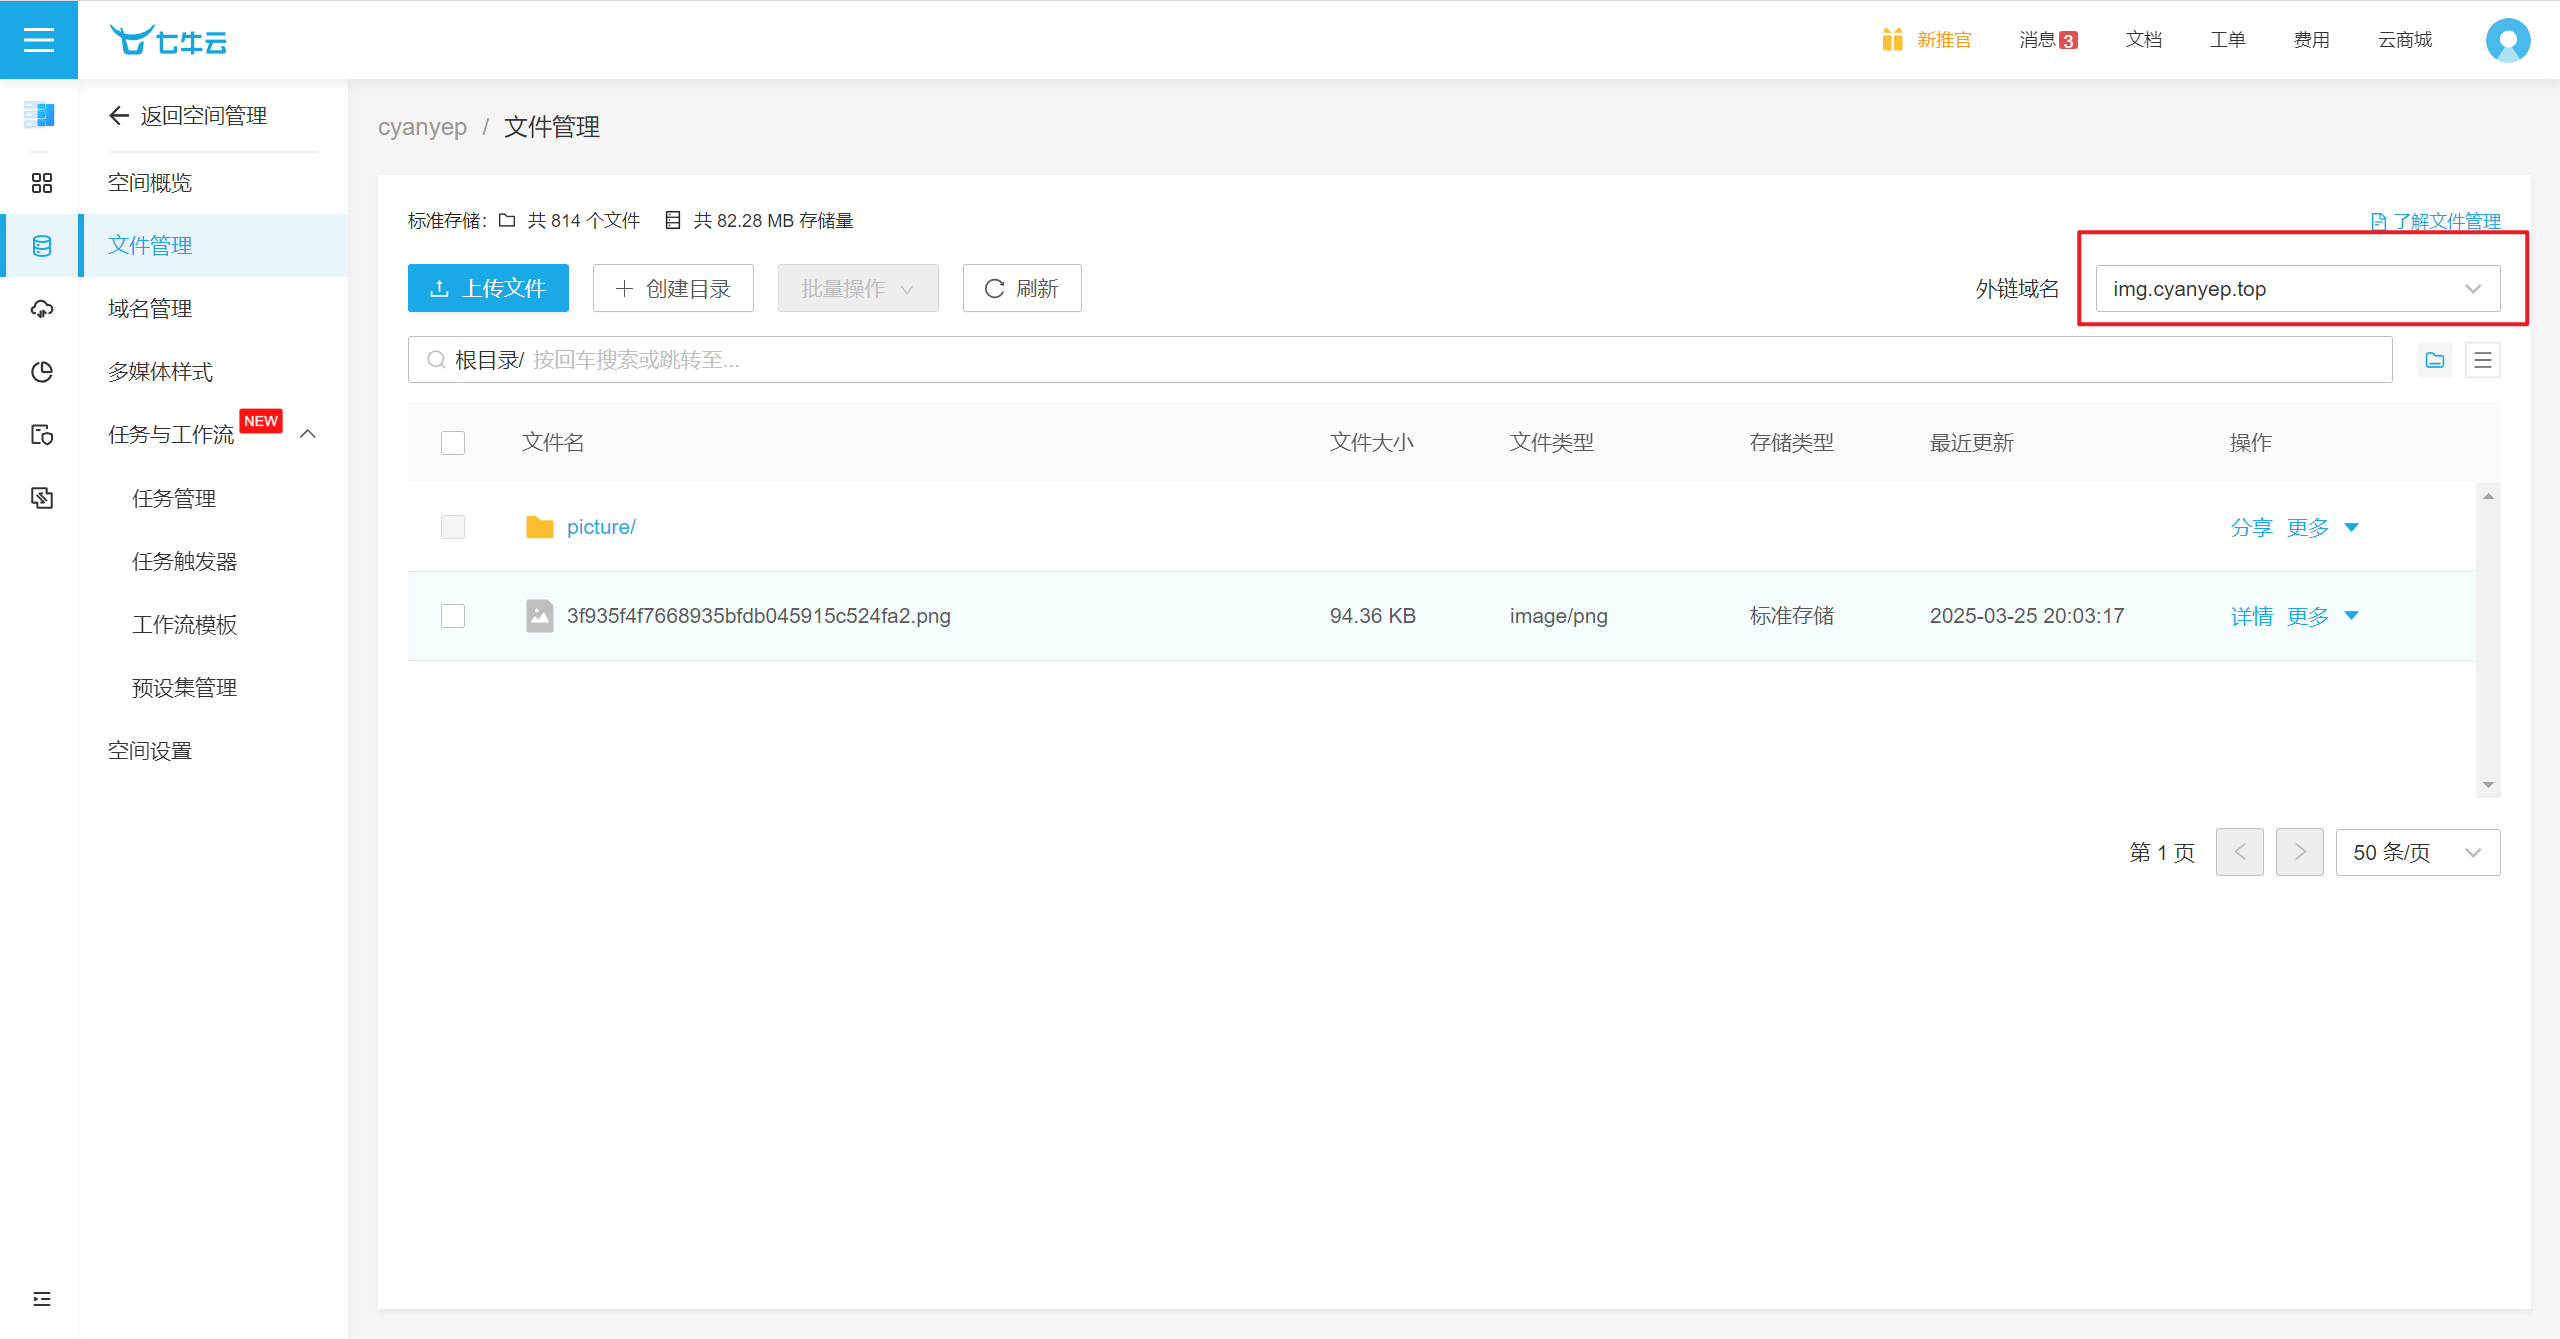 七牛云
新推官
消息 3
文档
工单
费用
云商城
返回空间管理
空间概览
文件管理
域名管理
多媒体样式
任务与工作流 NEW
任务管理
任务触发器
工作流模板
预设集管理
空间设置
cyanyep / 文件管理
标准存储: 共 814 个文件 共 82.28 MB 存储量
了解文件管理
上传文件
创建目录
批量操作
刷新
外链域名
img.cyanyep.top
根目录/ 按回车搜索或跳转至...
文件名 文件大小 文件类型 存储类型 最近更新 操作
picture/ 分享 更多
3f935f4f7668935bfdb045915c524fa2.png 94.36 KB image/png 标准存储 2025-03-25 20:03:17 详情 更多
第 1 页
50 条/页